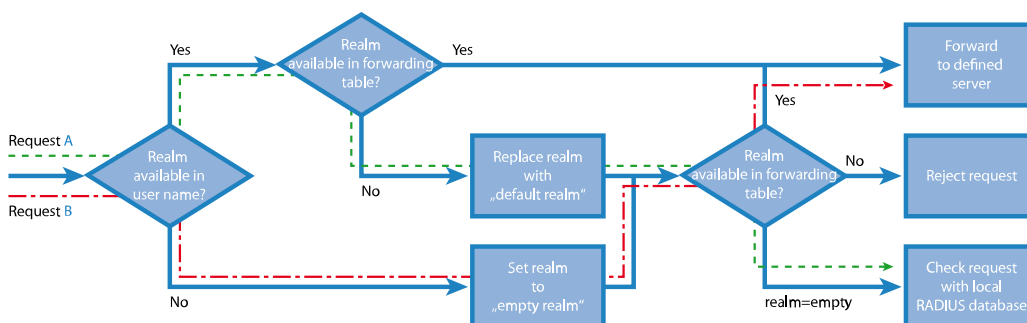 Yes
Realm
available in forwarding
table?
Yes
Forward
to defined
server
Request A
Realm
available in
user name?
Request B
No
Replace realm
with
„default realm“
Yes
Realm
available in forwarding
table?
No
Reject request
No
Set realm
to
„empty realm“
realm=empty
Check request
with local
RADIUS database